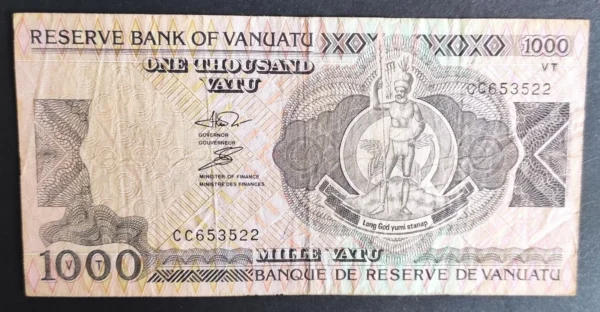 RESERVE BANK OF VANUATU
1000
VT
ONE THOUSAND
VATU
CC653522
GOVERNOR
GOUVERNEUR
MINISTER OF FINANCE
MINISTRE DES FINANCES
Long God yumi stanap
CC653522
MILLE VATU
1000
VT
BANQUE DE RESERVE DE VANUATU